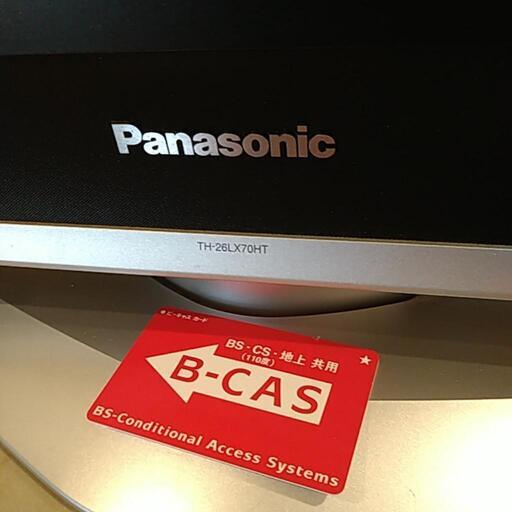 Panasonic
TH-26LX70HT
ビーキャス カード
BS・CS・地上 共用
(110度)
B-CAS
BS-Conditional Access Systems